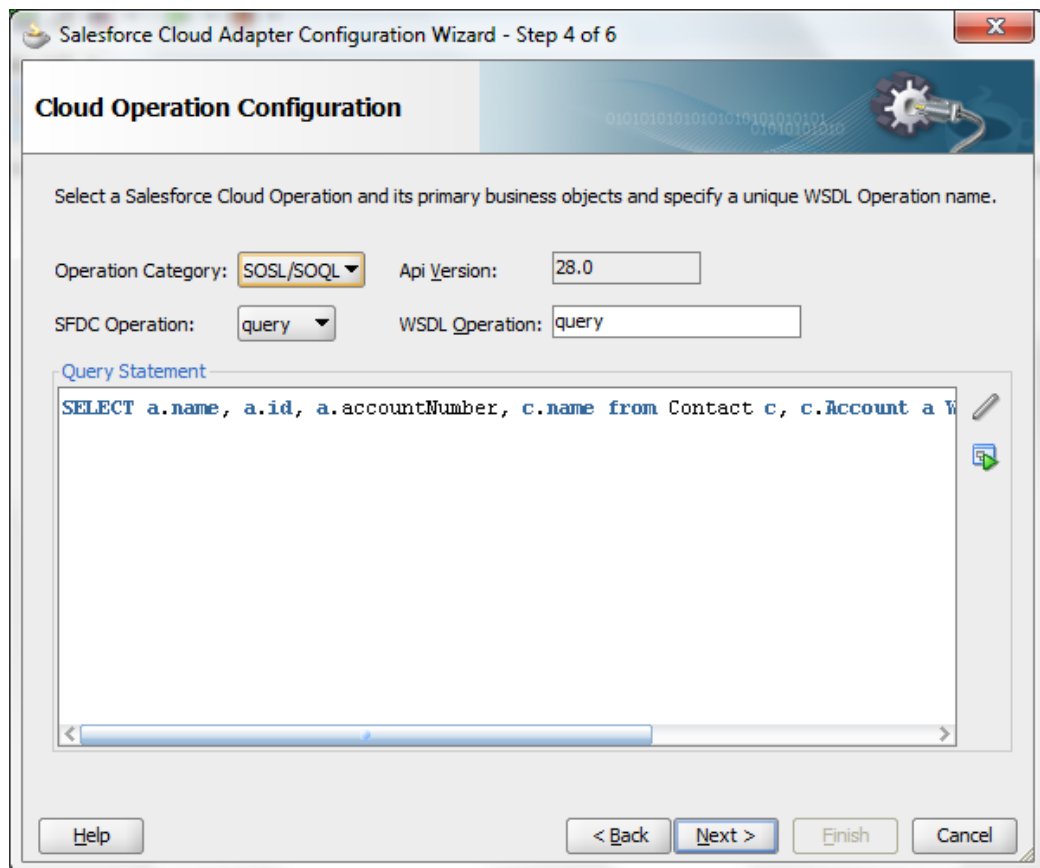 Salesforce Cloud Adapter Configuration Wizard - Step 4 of 6
Cloud Operation Configuration
Select a Salesforce Cloud Operation and its primary business objects and specify a unique WSDL Operation name.
Operation Category: SOSL/SOQL Api Version: 28.0
SFDC Operation: query WSDL Operation: query
Query Statement
SELECT a.name, a.id, a.accountNumber, c.name from Contact c, c.Account a
Help < Back Next > Finish Cancel